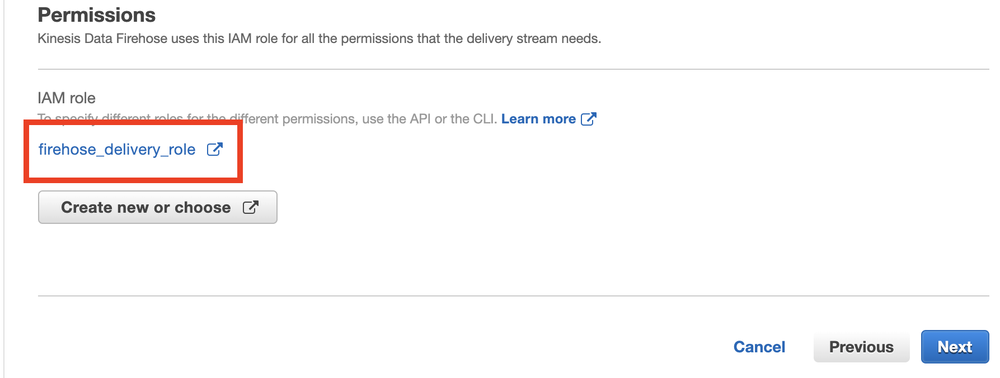 Permissions
Kinesis Data Firehose uses this IAM role for all the permissions that the delivery stream needs.
IAM role
To specify different roles for the different permissions, use the API or the CLI. Learn more
firehose_delivery_role
Create new or choose
Cancel Previous Next